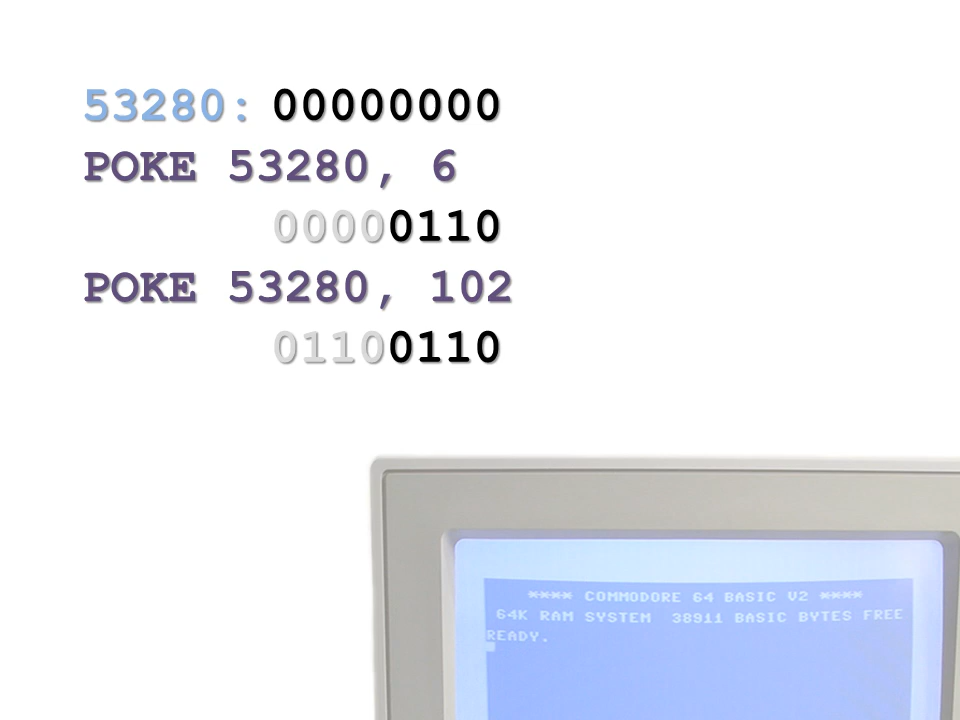 53280: 00000000
POKE 53280, 6
00000110
POKE 53280, 102
01100110
**** COMMODORE 64 BASIC V2 ****
64K RAM SYSTEM 38911 BASIC BYTES FREE
READY.